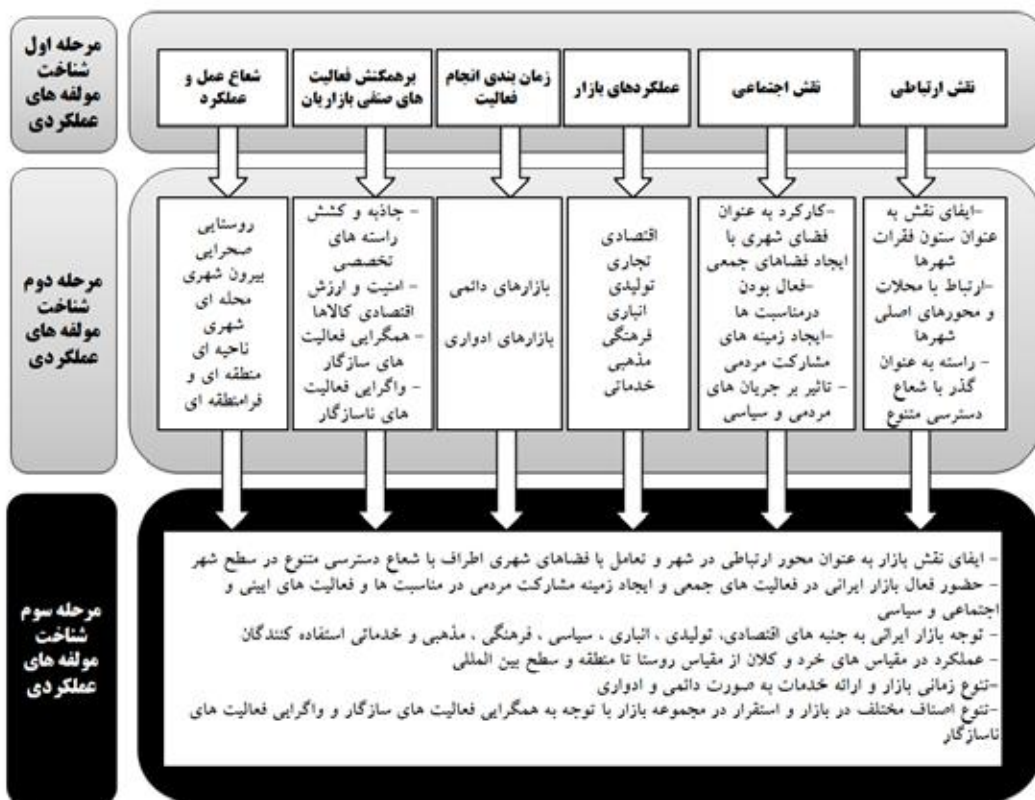 مرحله اول
شناخت
مولفه های
عملکردی
نقش ارتباطی
نقش اجتماعی
عملکردهای بازار
زمان بندی انجام
فعالیت
برهمکنش فعالیت
های صنفی بازاریان
شعاع عمل و
عملکرد
مرحله دوم
شناخت
مولفه های
عملکردی
-ایفای نقش به
عنوان ستون فقرات
شهرها
-ارتباط با محلات
و محورهای اصلی
شهرها
- راسته به عنوان
گذر با شعاع
دسترسی متنوع
-کارکرد به عنوان
فضای شهری با
ایجاد فضاهای جمعی
- فعال بودن
درمناسبت ها
-ایجاد زمینه های
مشارکت مردمی
- تاثیر بر جریان های
مردمی و سیاسی
اقتصادی
تجاری
تولیدی
انباری
فرهنگی
مذهبی
خدماتی
بازارهای دائمی
بازارهای ادواری
- جاذبه و کشش
راسته های
تخصصی
- امنیت و ارزش
اقتصادی کالاها
- همگرایی فعالیت
های سازگار
- واگرایی فعالیت
های ناسازگار
روستایی
صحرایی
بیرون شهری
محله ای
شهری
ناحیه ای
منطقه ای و
فرامنطقه ای
مرحله سوم
شناخت
مولفه های
عملکردی
- ایفای نقش بازار به عنوان محور ارتباطی در شهر و تعامل با فضاهای شهری اطراف با شعاع دسترسی متنوع در سطح شهر
- حضور فعال بازار ایرانی در فعالیت های جمعی و ایجاد زمینه مشارکت مردمی در مناسبت ها و فعالیت های ایینی و
اجتماعی و سیاسی
- توجه بازار ایرانی به جنبه های اقتصادی، تولیدی ، انباری ، سیاسی ، فرهنگی ، مذهبی و خدماتی استفاده کنندگان
- عملکرد در مقیاس های خرد و کلان از مقیاس روستا تا منطقه و سطح بین المللی
-تنوع زمانی بازار و ارائه خدمات به صورت دائمی و ادواری
-تنوع اصناف مختلف در بازار و استقرار در مجموعه بازار با توجه به همگرایی فعالیت های سازگار و واگرایی فعالیت های
ناسازگار